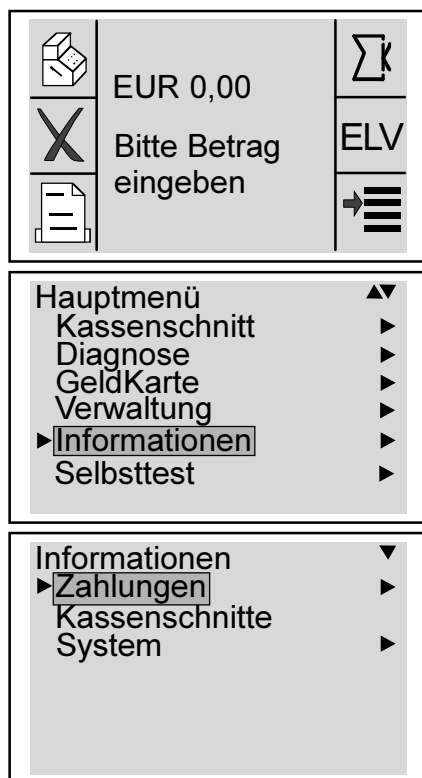 EUR 0,00
Bitte Betrag
eingeben
ELV
Hauptmenü
Kassenschnitt
Diagnose
GeldKarte
Verwaltung
Informationen
Selbsttest
Informationen
Zahlungen
Kassenschnitte
System